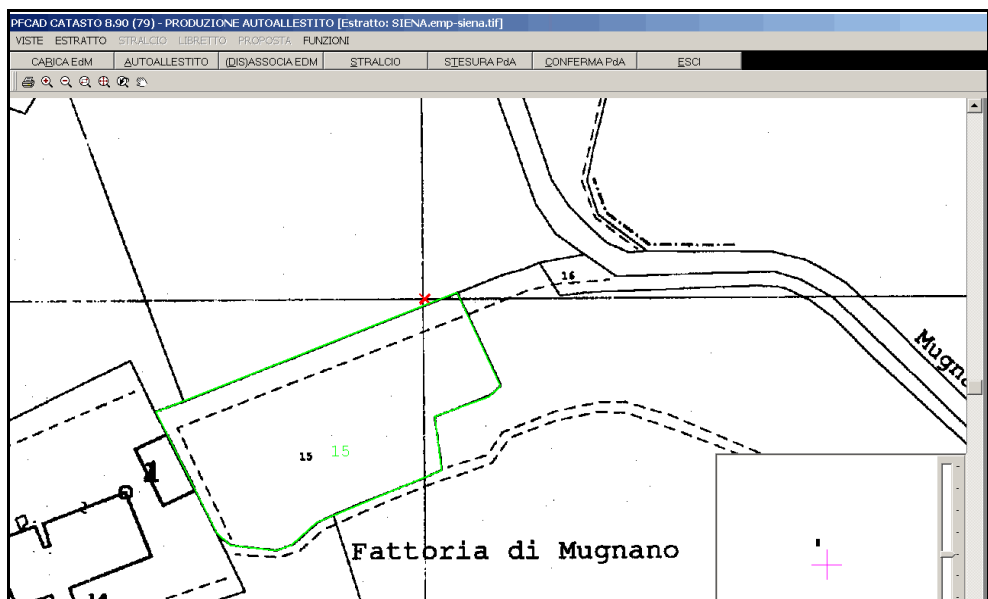 PFCAD CATASTO 8.90 (79) - PRODUZIONE AUTOALLESTITO [Estratto: SIENA.emp-siena.tif]
VISTE ESTRATTO STRALCIO LIBRETTO PROPOSTA FUNZIONI
CARICA EdM AUTOALLESTITO (DIS)ASSOCIA EDM STRALCIO STESURA PdA CONFERMA PdA ESCI
16
15 15
Fattoria di Mugnano